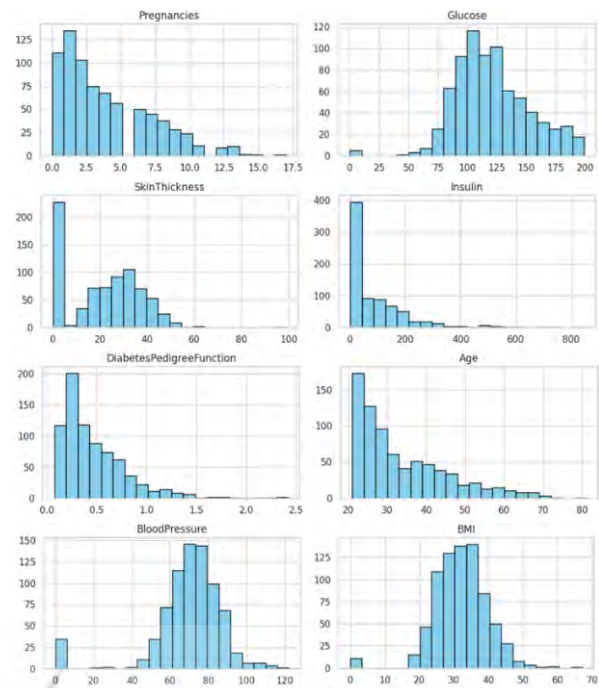 Pregnancies
125
100
75
50
25
0
0.0 2.5 5.0 7.5 10.0 12.5 15.0 17.5
Glucose
120
100
80
60
40
20
0
0 25 50 75 100 125 150 175 200
SkinThickness
200
150
100
50
0
0 20 40 60 80 100
Insulin
400
300
200
100
0
0 200 400 600 800
DiabetesPedigreeFunction
200
150
100
50
0
0.0 0.5 1.0 1.5 2.0 2.5
Age
150
100
50
0
20 30 40 50 60 70 80
BloodPressure
150
125
100
75
50
25
0
0 20 40 60 80 100 120
BMI
125
100
75
50
25
0
0 10 20 30 40 50 60 70